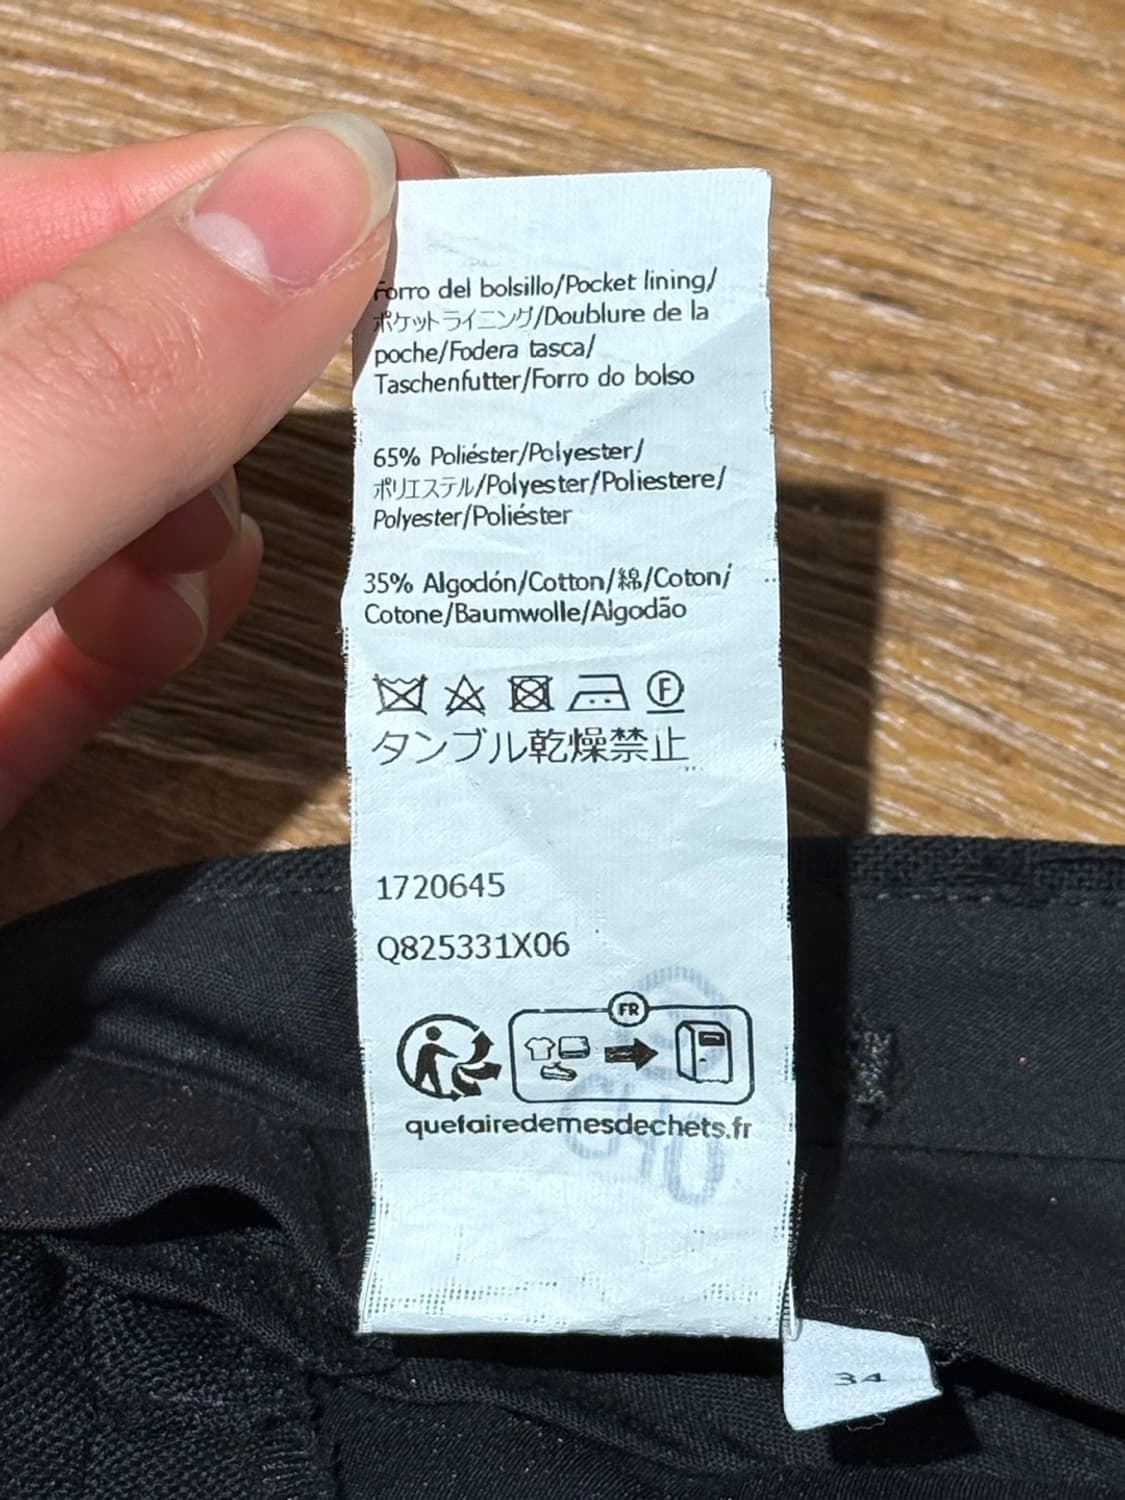 Forro del bolsillo/Pocket lining/
ポケットライニング/Doublure de la
poche/Fodera tasca/
Taschenfutter/Forro do bolso
65% Poliéster/Polyester/
ポリエステル/Polyester/Poliestere/
Polyester/Poliéster
35% Algodón/Cotton/綿/Coton/
Cotone/Baumwolle/Algodão
F
タンブル乾燥禁止
1720645
Q825331X06
FR
quefairedemesdechets.fr
34